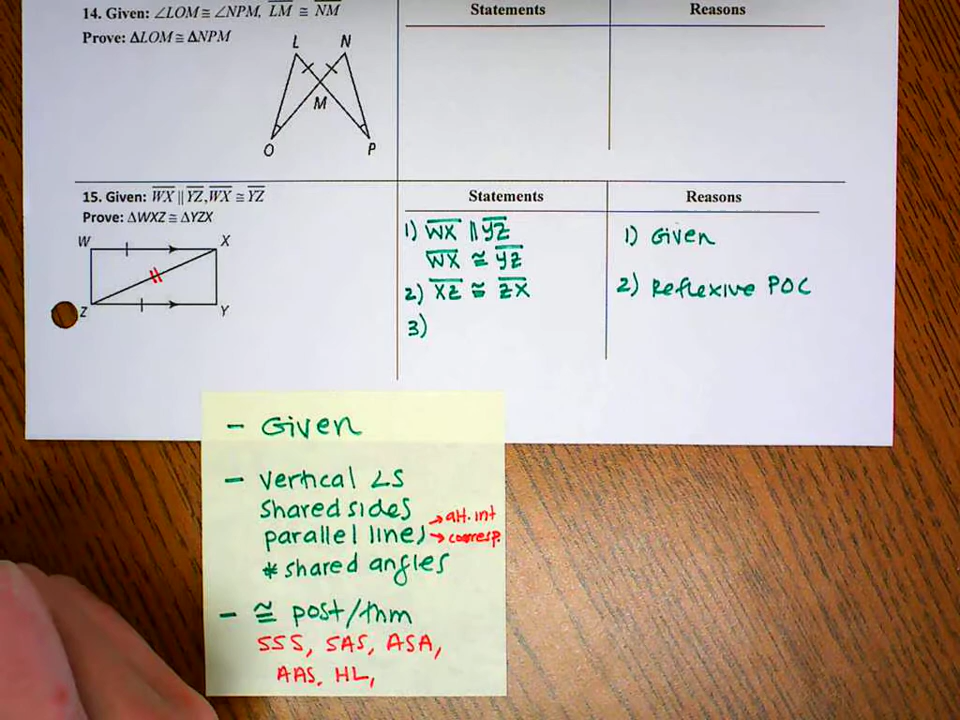 14. Given: ∠LOM ≅ ∠NPM, LM ≅ NM
Prove: ΔLOM ≅ ΔNPM
L N
M
O P
Statements Reasons
15. Given: WX || YZ, WX ≅ YZ
Prove: ΔWXZ ≅ ΔYZX
W X
Z Y
Statements Reasons
1) WX || YZ 1) Given
WX ≅ YZ
2) XZ ≅ ZX 2) Reflexive POC
3)
- Given
- Vertical ∠s
Shared sides
parallel lines → alt. int
→ corresp.
* shared angles
- ≅ post/thm
SSS, SAS, ASA,
AAS, HL,